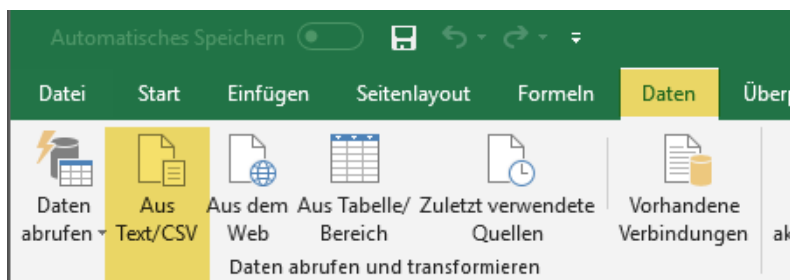 Automatisches Speichern
Datei Start Einfügen Seitenlayout Formeln Daten
Daten Aus Aus dem Aus Tabelle/ Zuletzt verwendete Vorhandene
abrufen Text/CSV Web Bereich Quellen Verbindungen
Daten abrufen und transformieren